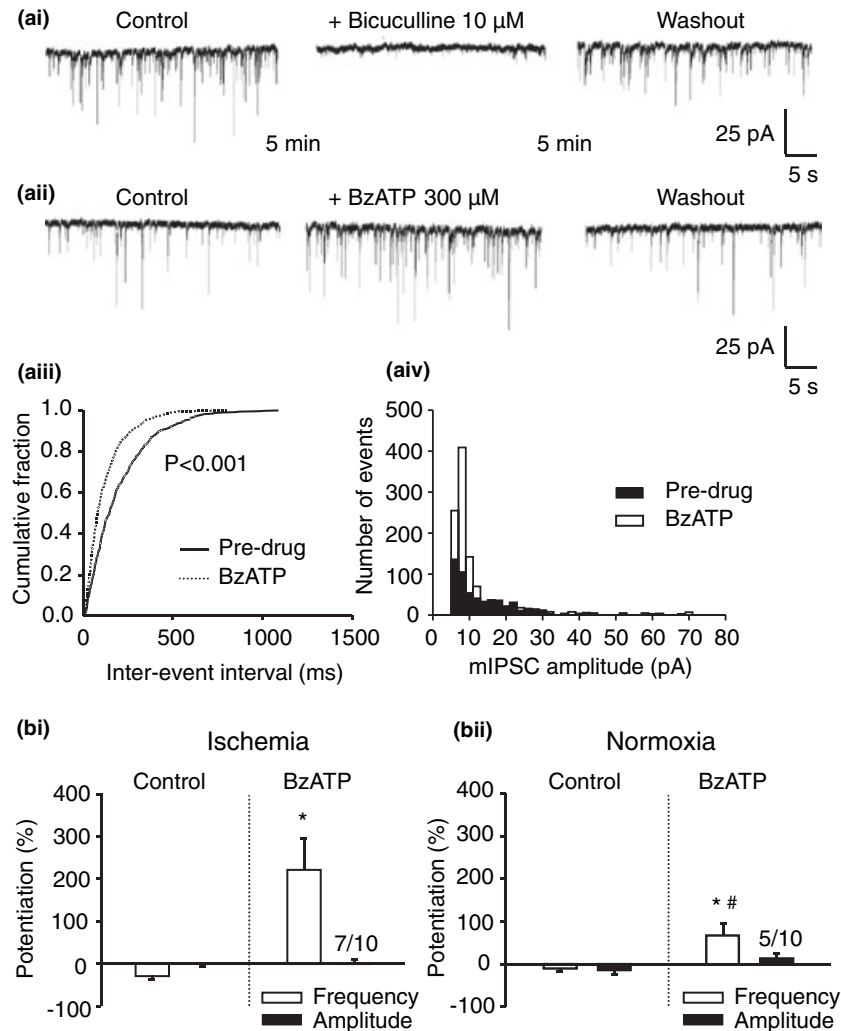 (ai)
Control + Bicuculline 10 µM Washout
5 min 5 min
25 pA
5 s
(aii)
Control + BzATP 300 µM Washout
25 pA
5 s
(aiii)
Cumulative fraction
1.0
0.8
0.6
0.4
0.2
0.0
P<0.001
Pre-drug
BzATP
0 500 1000 1500
Inter-event interval (ms)
(aiv)
Number of events
500
400
300
200
100
0
Pre-drug
BzATP
0 10 20 30 40 50 60 70 80
mIPSC amplitude (pA)
(bi)
Ischemia
Control BzATP
Potentiation (%)
400
300
200
100
0
-100
*
7/10
Frequency
Amplitude
(bii)
Normoxia
Control BzATP
Potentiation (%)
400
300
200
100
0
-100
* #
5/10
Frequency
Amplitude